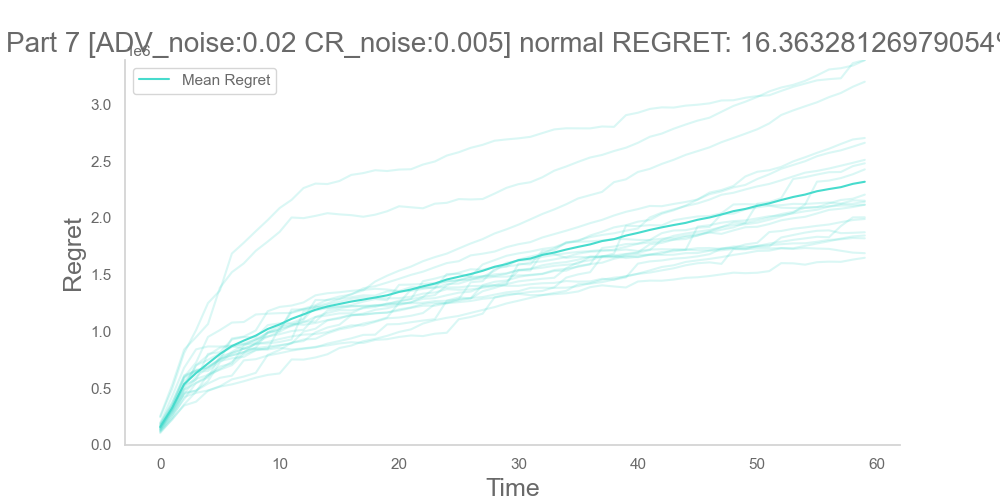 Part 7 [ADV_noise:0.02 CR_noise:0.005] normal REGRET: 16.36328126979054%
1e6
Mean Regret
3.0
2.5
2.0
1.5
1.0
0.5
0.0
Regret
0 10 20 30 40 50 60
Time